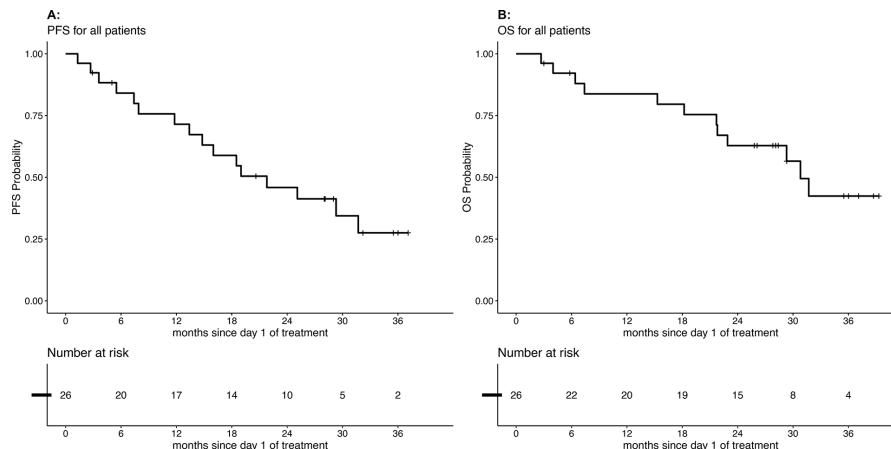 A:
PFS for all patients
1.00
0.75
0.50
0.25
0.00
PFS Probability
0 6 12 18 24 30 36
months since day 1 of treatment
Number at risk
26 20 17 14 10 5 2
0 6 12 18 24 30 36
months since day 1 of treatment
B:
OS for all patients
1.00
0.75
0.50
0.25
0.00
OS Probability
0 6 12 18 24 30 36
months since day 1 of treatment
Number at risk
26 22 20 19 15 8 4
0 6 12 18 24 30 36
months since day 1 of treatment